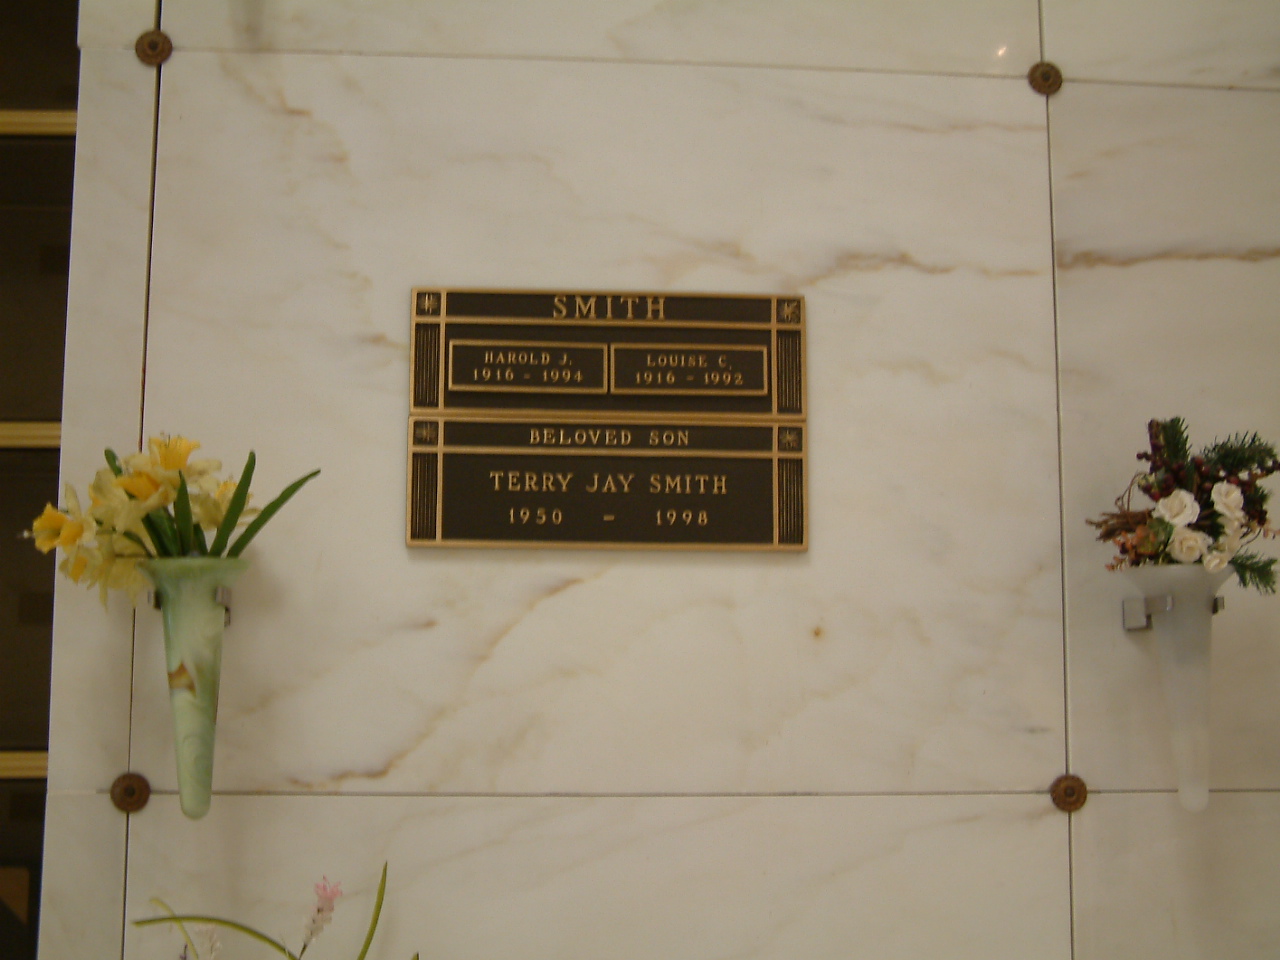 SMITH
HAROLD J.
1916 - 1994
LOUISE C.
1916 - 1992
BELOVED SON
TERRY JAY SMITH
1950 - 1998